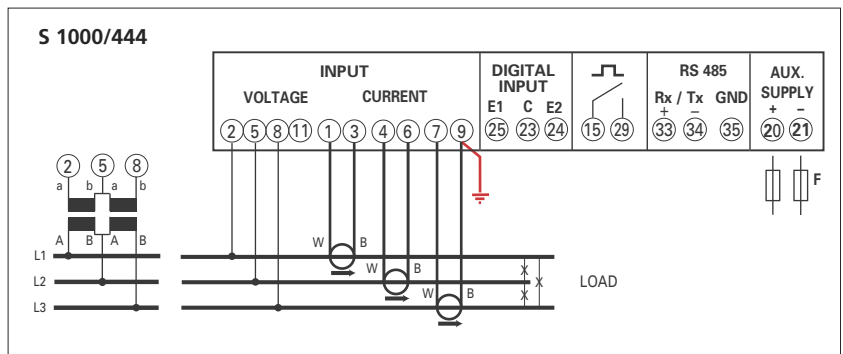 S 1000/444
INPUT
VOLTAGE CURRENT
2 5 8 11 1 3 4 6 7 9
DIGITAL
INPUT
E1 C E2
25 23 24
15 29
RS 485
Rx / Tx GND
+ –
33 34 35
AUX.
SUPPLY
+ –
20 21
F
2 5 8
a b a b
A B A B
L1
L2
L3
W B
W B
W B
X
X
X
LOAD